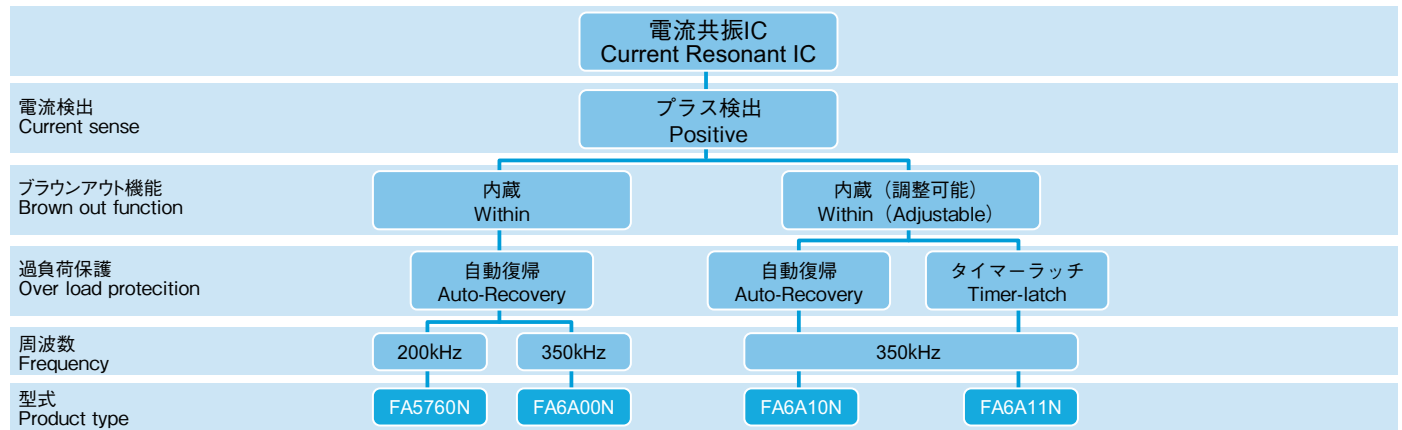 電流共振IC
Current Resonant IC
電流検出
Current sense
プラス検出
Positive
ブラウンアウト機能
Brown out function
内蔵
Within
内蔵（調整可能）
Within（Adjustable）
過負荷保護
Over load protecition
自動復帰
Auto-Recovery
自動復帰
Auto-Recovery
タイマーラッチ
Timer-latch
周波数
Frequency
200kHz
350kHz
350kHz
型式
Product type
FA5760N
FA6A00N
FA6A10N
FA6A11N